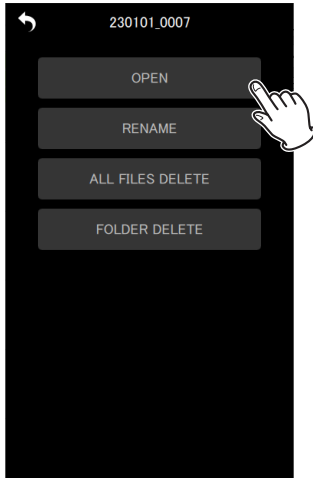 230101_0007
OPEN
RENAME
ALL FILES DELETE
FOLDER DELETE